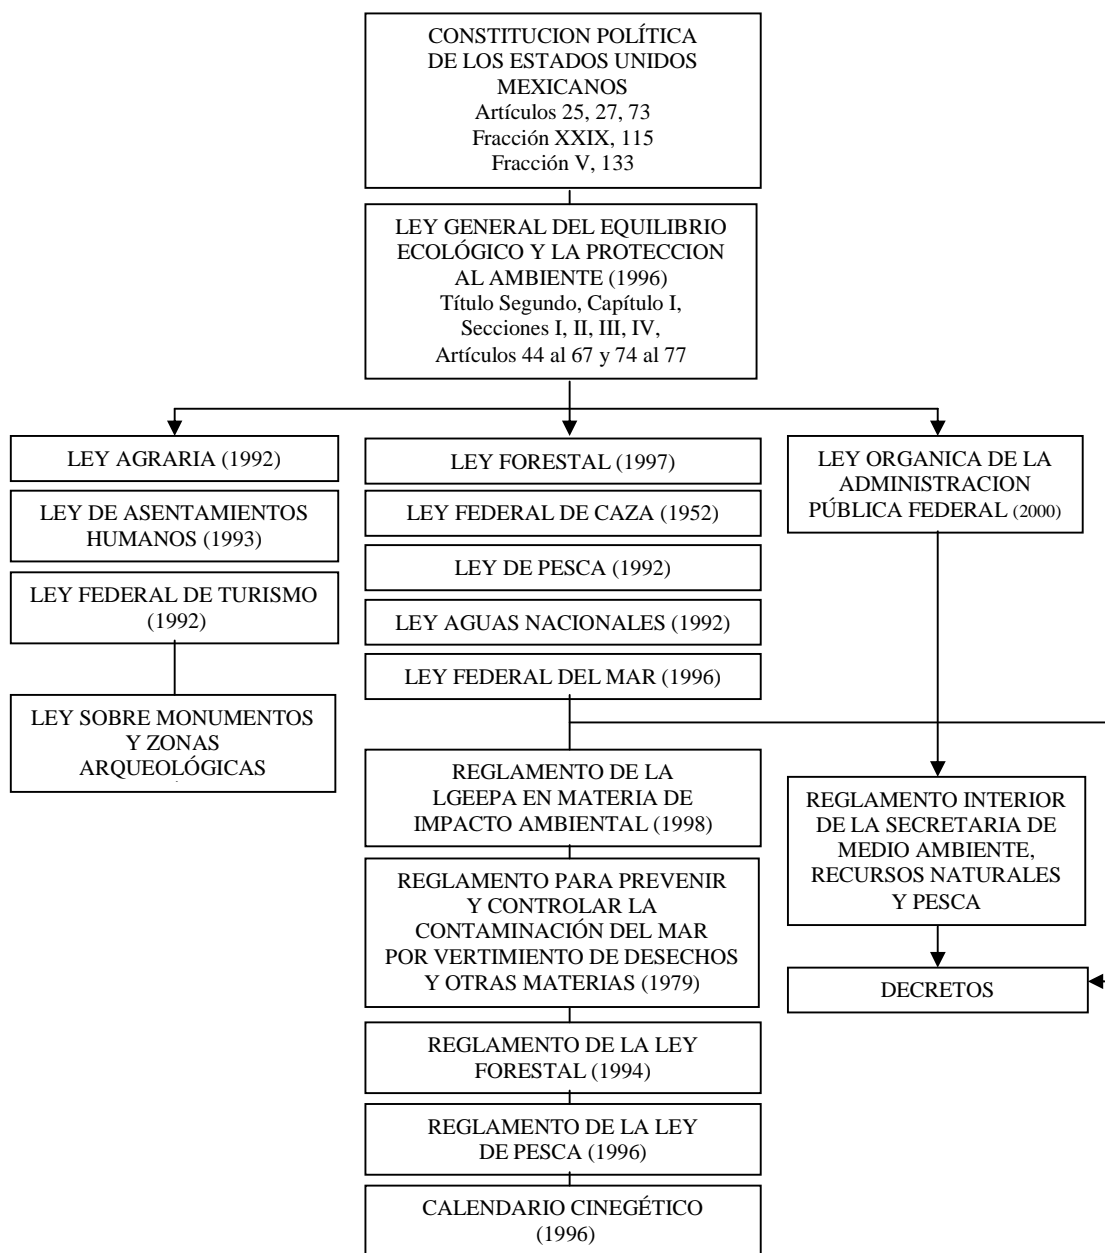 CONSTITUCION POLÍTICA
DE LOS ESTADOS UNIDOS
MEXICANOS
Artículos 25, 27, 73
Fracción XXIX, 115
Fracción V, 133
LEY GENERAL DEL EQUILIBRIO
ECOLÓGICO Y LA PROTECCION
AL AMBIENTE (1996)
Título Segundo, Capítulo I,
Secciones I, II, III, IV,
Artículos 44 al 67 y 74 al 77
LEY AGRARIA (1992)
LEY DE ASENTAMIENTOS
HUMANOS (1993)
LEY FEDERAL DE TURISMO
(1992)
LEY SOBRE MONUMENTOS
Y ZONAS
ARQUEOLÓGICAS
LEY FORESTAL (1997)
LEY FEDERAL DE CAZA (1952)
LEY DE PESCA (1992)
LEY AGUAS NACIONALES (1992)
LEY FEDERAL DEL MAR (1996)
REGLAMENTO DE LA
LGEEPA EN MATERIA DE
IMPACTO AMBIENTAL (1998)
REGLAMENTO PARA PREVENIR
Y CONTROLAR LA
CONTAMINACIÓN DEL MAR
POR VERTIMIENTO DE DESECHOS
Y OTRAS MATERIAS (1979)
REGLAMENTO DE LA LEY
FORESTAL (1994)
REGLAMENTO DE LA LEY
DE PESCA (1996)
CALENDARIO CINEGÉTICO
(1996)
LEY ORGANICA DE LA
ADMINISTRACION
PÚBLICA FEDERAL (2000)
REGLAMENTO INTERIOR
DE LA SECRETARIA DE
MEDIO AMBIENTE,
RECURSOS NATURALES
Y PESCA
DECRETOS